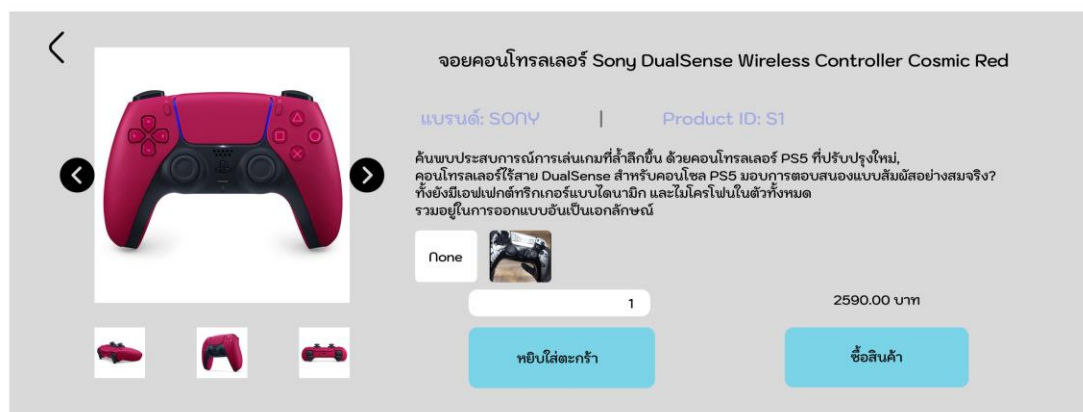 จอยคอนโทรลเลอร์ Sony DualSense Wireless Controller Cosmic Red
แบรนด์: SONY | Product ID: S1
ค้นพบประสบการณ์การเล่นเกมที่ล้ำลึกขึ้น ด้วยคอนโทรลเลอร์ PS5 ที่ปรับปรุงใหม่,
คอนโทรลเลอร์ไร้สาย DualSense สำหรับคอนโซล PS5 มอบการตอบสนองแบบสัมผัสอย่างสมจริง?
ทั้งยังมีเอฟเฟกต์ทริกเกอร์แบบไดนามิก และไมโครโฟนในตัวทั้งหมด
รวมอยู่ในการออกแบบอันเป็นเอกลักษณ์
None
1
2590.00 บาท
หยิบใส่ตะกร้า
ซื้อสินค้า